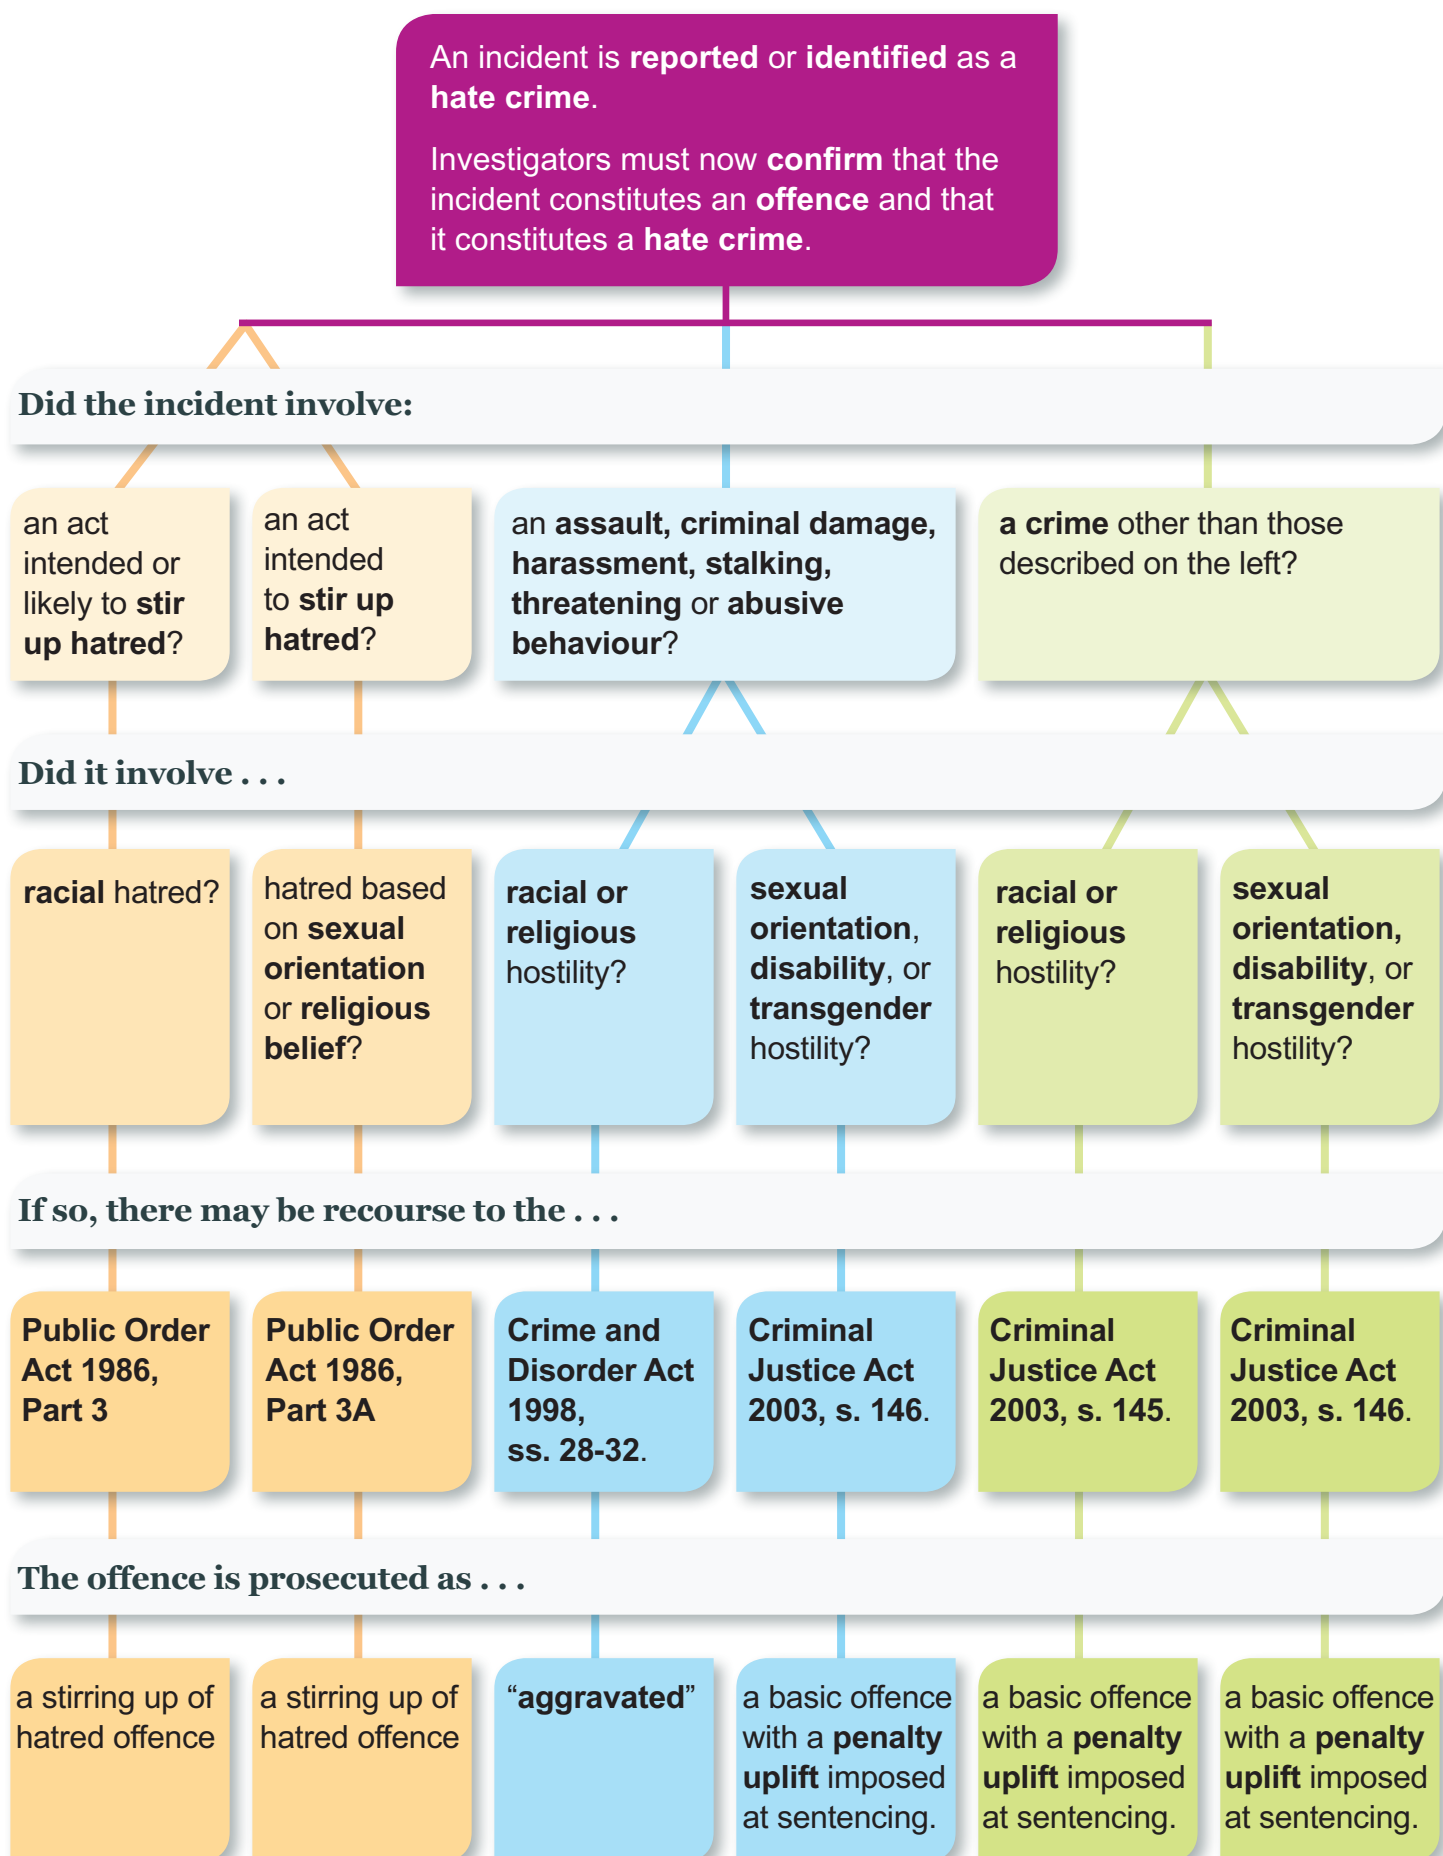 An incident is reported or identified as a
hate crime.
Investigators must now confirm that the
incident constitutes an offence and that
it constitutes a hate crime.
Did the incident involve:
an act
intended or
likely to stir
up hatred?
an act
intended
to stir up
hatred?
an assault, criminal damage,
harassment, stalking,
threatening or abusive
behaviour?
a crime other than those
described on the left?
Did it involve . . .
racial hatred?
hatred based
on sexual
orientation
or religious
belief?
racial or
religious
hostility?
sexual
orientation,
disability, or
transgender
hostility?
racial or
religious
hostility?
sexual
orientation,
disability, or
transgender
hostility?
If so, there may be recourse to the . . .
Public Order
Act 1986,
Part 3
Public Order
Act 1986,
Part 3A
Crime and
Disorder Act
1998,
ss. 28-32.
Criminal
Justice Act
2003, s. 146.
Criminal
Justice Act
2003, s. 145.
Criminal
Justice Act
2003, s. 146.
The offence is prosecuted as . . .
a stirring up of
hatred offence
a stirring up of
hatred offence
“aggravated”
a basic offence
with a penalty
uplift imposed
at sentencing.
a basic offence
with a penalty
uplift imposed
at sentencing.
a basic offence
with a penalty
uplift imposed
at sentencing.